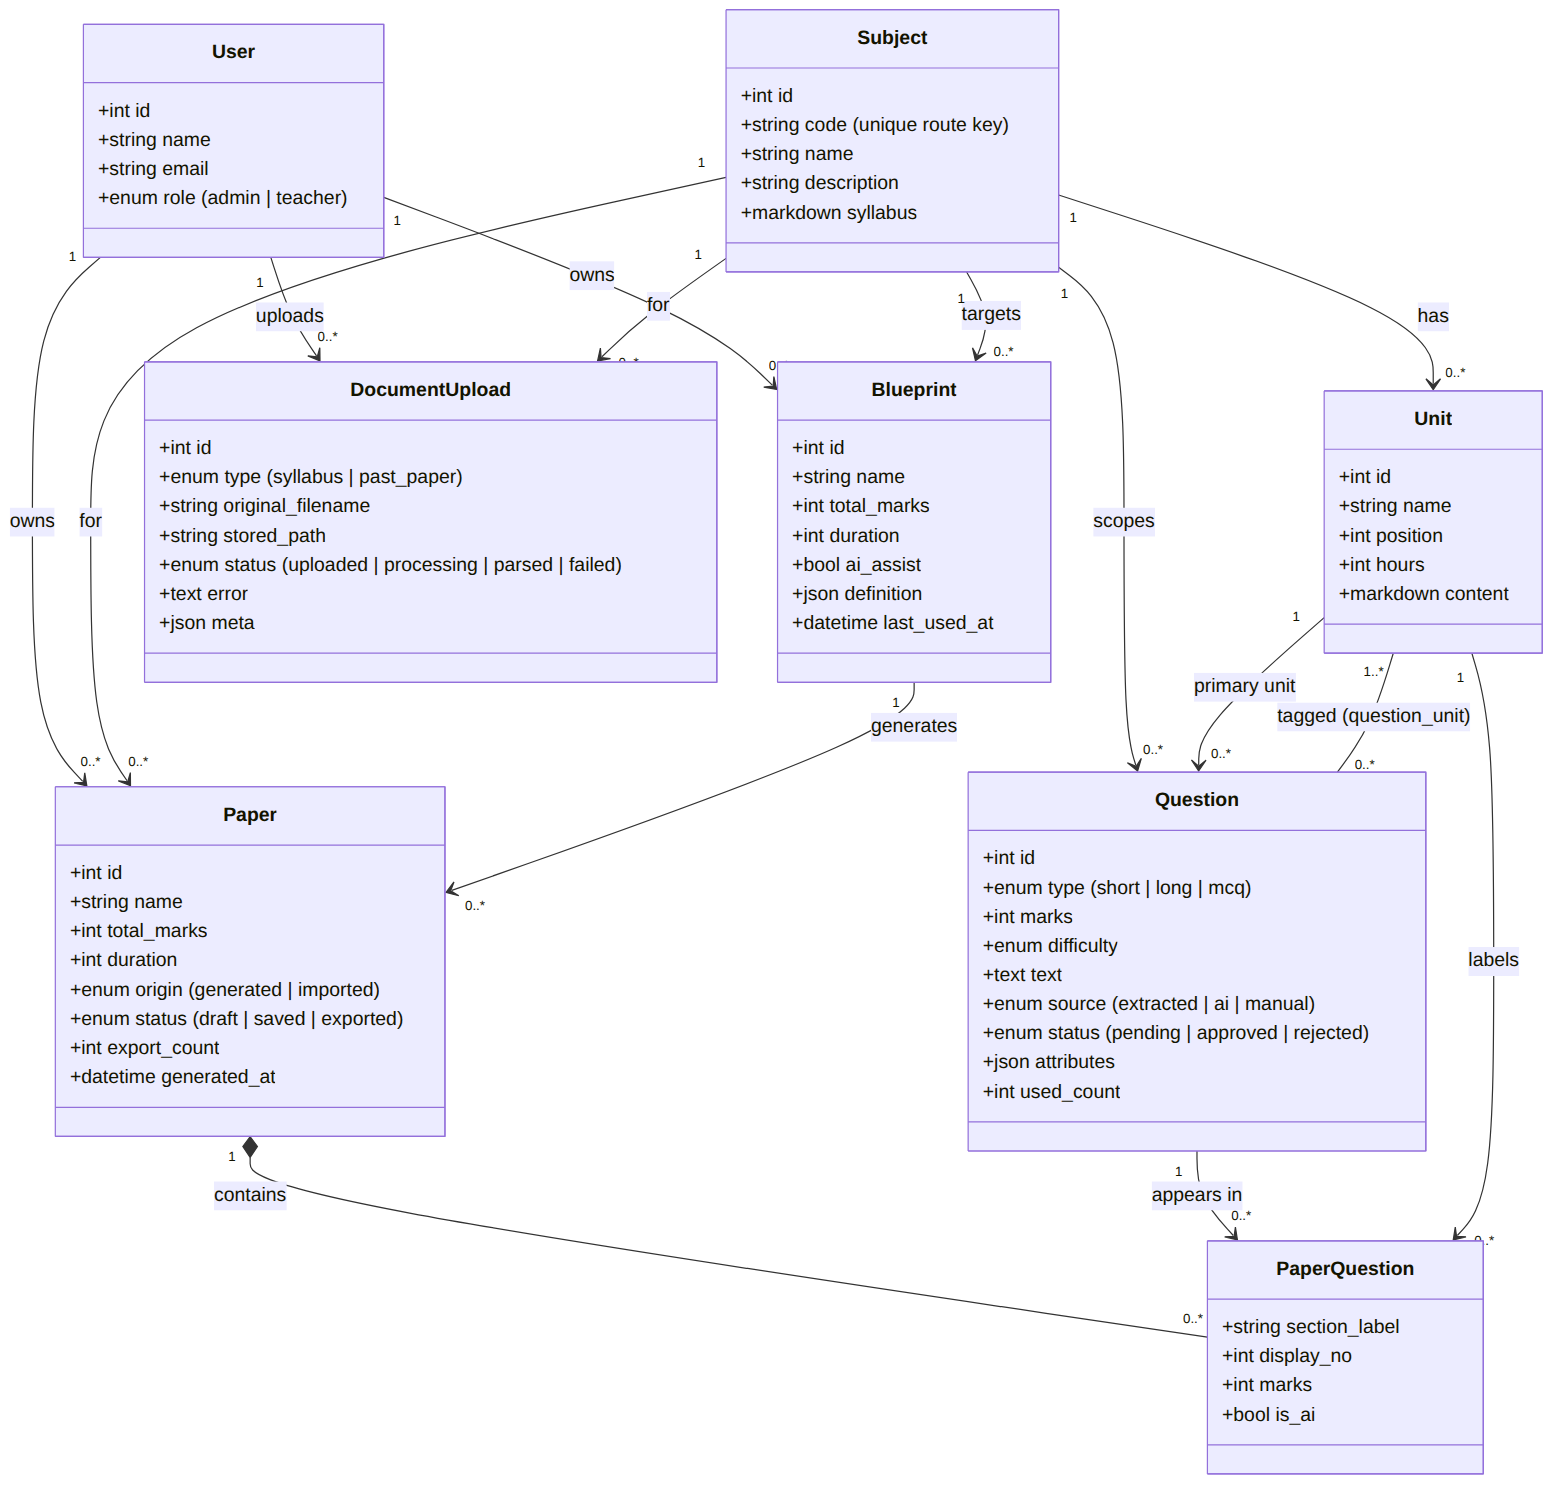 User
+int id
+string name
+string email
+enum role (admin | teacher)
Subject
+int id
+string code (unique route key)
+string name
+string description
+markdown syllabus
1
1
1
1
1
1
1
1
owns
for
uploads
targets
has
0..*
0..*
0..*
DocumentUpload
+int id
+enum type (syllabus | past_paper)
+string original_filename
+string stored_path
+enum status (uploaded | processing | parsed | failed)
+text error
+json meta
Blueprint
+int id
+string name
+int total_marks
+int duration
+bool ai_assist
+json definition
+datetime last_used_at
Unit
+int id
+string name
+int position
+int hours
+markdown content
owns
for
scopes
1
1..*
1
primary unit
1
generates
tagged (question_unit)
0..*
0..*
0..*
0..*
0..*
0..*
Paper
+int id
+string name
+int total_marks
+int duration
+enum origin (generated | imported)
+enum status (draft | saved | exported)
+int export_count
+datetime generated_at
Question
+int id
+enum type (short | long | mcq)
+int marks
+enum difficulty
+text text
+enum source (extracted | ai | manual)
+enum status (pending | approved | rejected)
+json attributes
+int used_count
labels
1
contains
1
appears in
0..*
0..*
PaperQuestion
+string section_label
+int display_no
+int marks
+bool is_ai